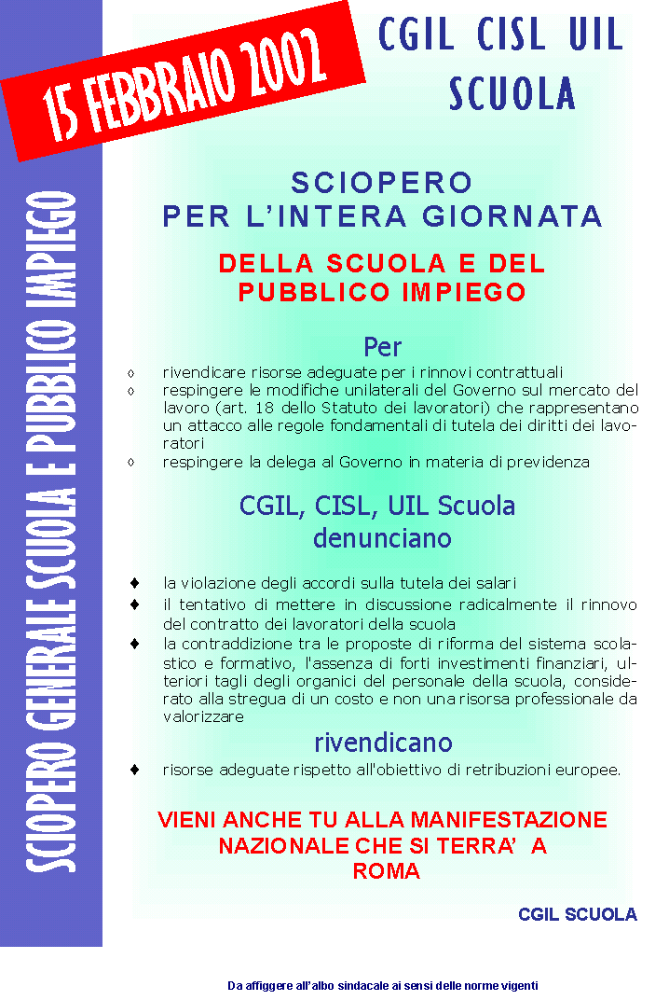 15 FEBBRAIO 2002
CGIL CISL UIL
SCUOLA
SCIOPERO GENERALE SCUOLA E PUBBLICO IMPIEGO
SCIOPERO
PER L’INTERA GIORNATA
DELLA SCUOLA E DEL
PUBBLICO IMPIEGO
Per
◊ rivendicare risorse adeguate per i rinnovi contrattuali
◊ respingere le modifiche unilaterali del Governo sul mercato del
lavoro (art. 18 dello Statuto dei lavoratori) che rappresentano
un attacco alle regole fondamentali di tutela dei diritti dei lavo-
ratori
◊ respingere la delega al Governo in materia di previdenza
CGIL, CISL, UIL Scuola
denunciano
♦ la violazione degli accordi sulla tutela dei salari
♦ il tentativo di mettere in discussione radicalmente il rinnovo
del contratto dei lavoratori della scuola
♦ la contraddizione tra le proposte di riforma del sistema scola-
stico e formativo, l'assenza di forti investimenti finanziari, ul-
teriori tagli degli organici del personale della scuola, conside-
rato alla stregua di un costo e non una risorsa professionale da
valorizzare
rivendicano
♦ risorse adeguate rispetto all'obiettivo di retribuzioni europee.
VIENI ANCHE TU ALLA MANIFESTAZIONE
NAZIONALE CHE SI TERRA’ A
ROMA
CGIL SCUOLA
Da affiggere all’albo sindacale ai sensi delle norme vigenti